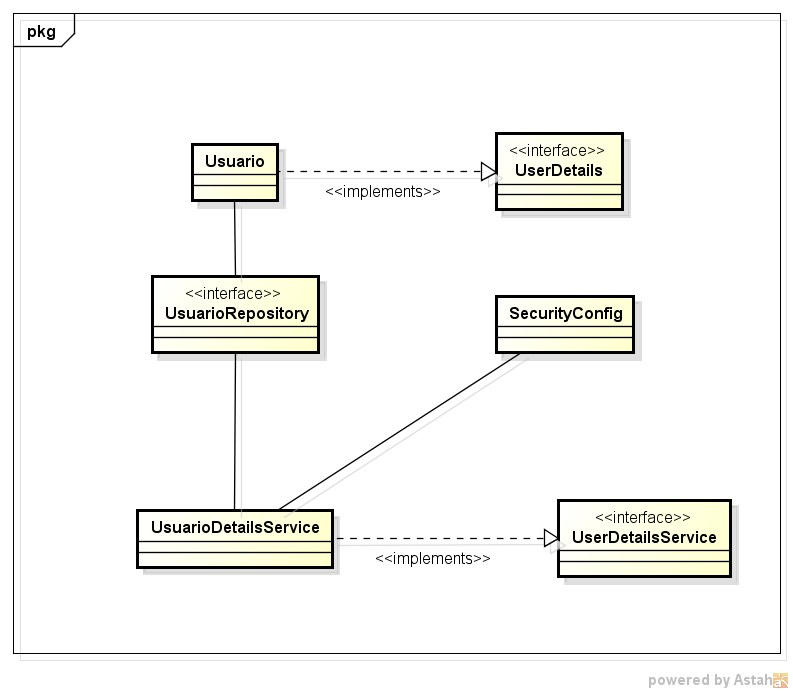 pkg
Usuario
<<interface>>
UserDetails
<<implements>>
<<interface>>
UsuarioRepository
SecurityConfig
UsuarioDetailsService
<<interface>>
UserDetailsService
<<implements>>
powered by Astah